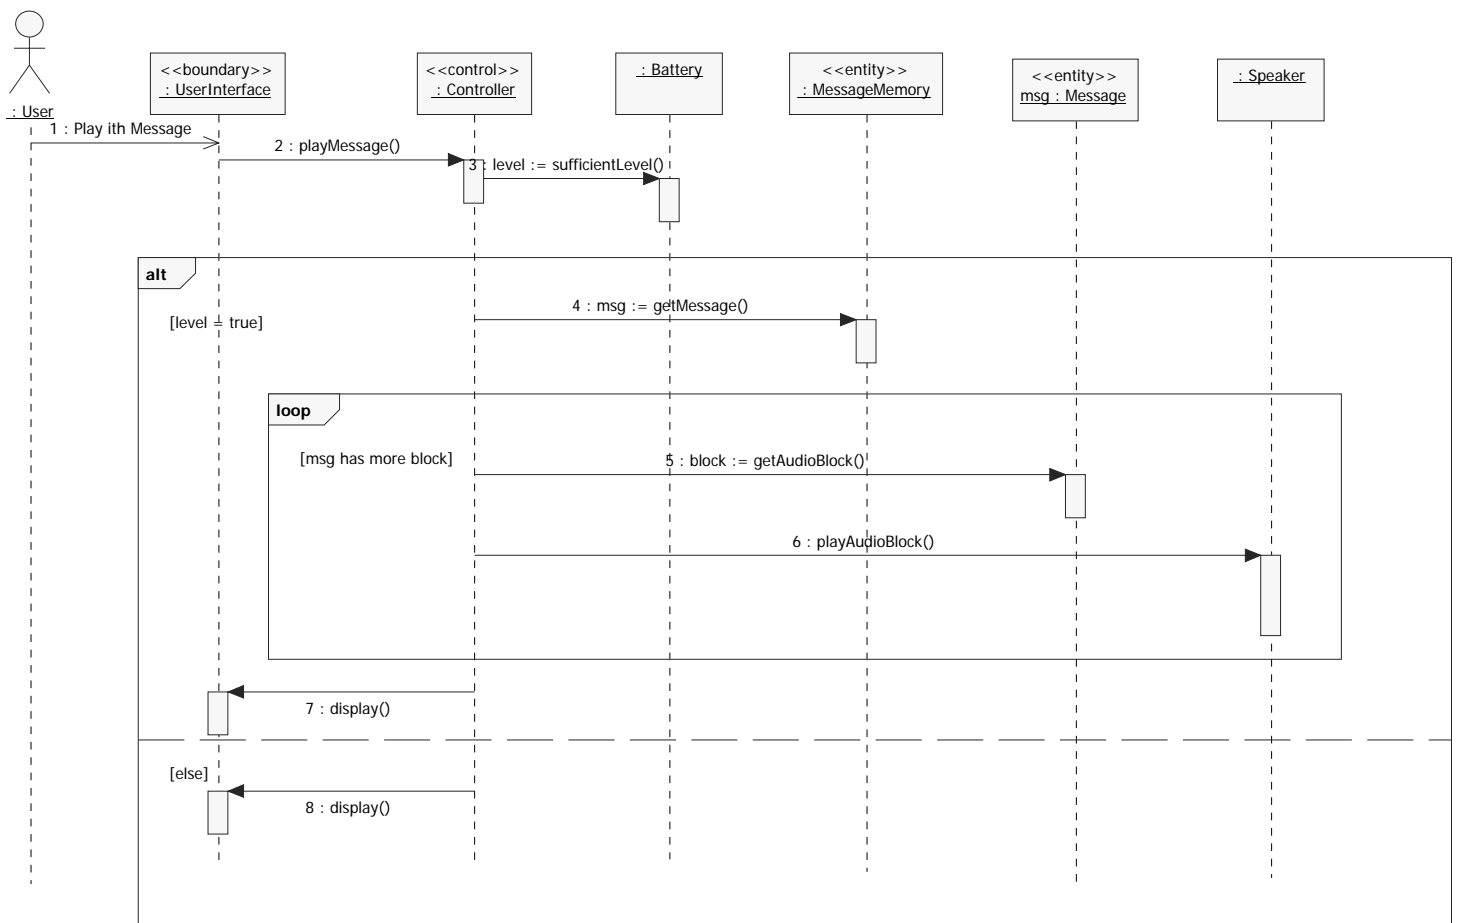 <<boundary>>
: UserInterface
<<control>>
: Controller
: Battery
<<entity>>
: MessageMemory
<<entity>>
msg : Message
: Speaker
: User
1 : Play ith Message
2 : playMessage()
3 : level := sufficientLevel()
alt
[level = true]
4 : msg := getMessage()
loop
[msg has more block]
5 : block := getAudioBlock()
6 : playAudioBlock()
7 : display()
[else]
8 : display()